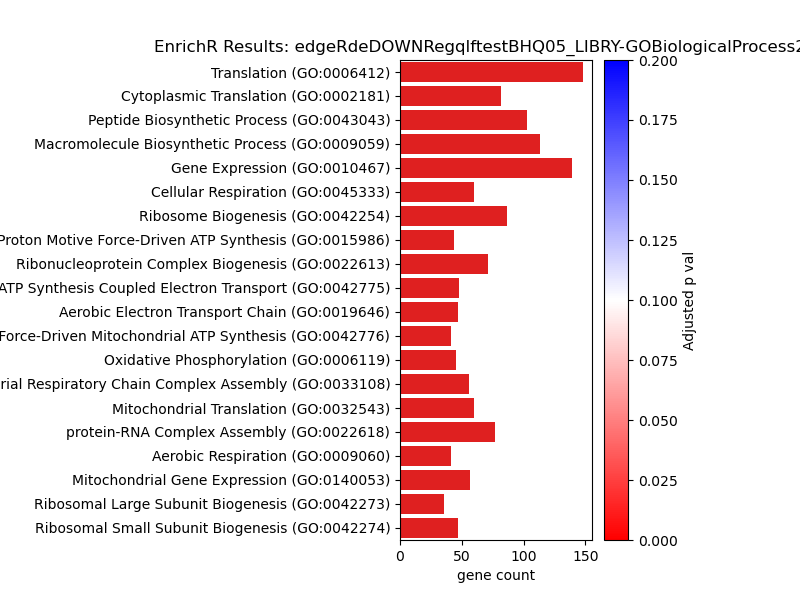 EnrichR Results: edgeRdeDOWNRegqlftestBHQ05_LIBRY-GOBiologicalProcess2
Translation (GO:0006412)
Cytoplasmic Translation (GO:0002181)
Peptide Biosynthetic Process (GO:0043043)
Macromolecule Biosynthetic Process (GO:0009059)
Gene Expression (GO:0010467)
Cellular Respiration (GO:0045333)
Ribosome Biogenesis (GO:0042254)
Proton Motive Force-Driven ATP Synthesis (GO:0015986)
Ribonucleoprotein Complex Biogenesis (GO:0022613)
ATP Synthesis Coupled Electron Transport (GO:0042775)
Aerobic Electron Transport Chain (GO:0019646)
Force-Driven Mitochondrial ATP Synthesis (GO:0042776)
Oxidative Phosphorylation (GO:0006119)
rial Respiratory Chain Complex Assembly (GO:0033108)
Mitochondrial Translation (GO:0032543)
protein-RNA Complex Assembly (GO:0022618)
Aerobic Respiration (GO:0009060)
Mitochondrial Gene Expression (GO:0140053)
Ribosomal Large Subunit Biogenesis (GO:0042273)
Ribosomal Small Subunit Biogenesis (GO:0042274)
0 50 100 150
gene count
0.200
0.175
0.150
0.125
0.100
0.075
0.050
0.025
0.000
Adjusted p val